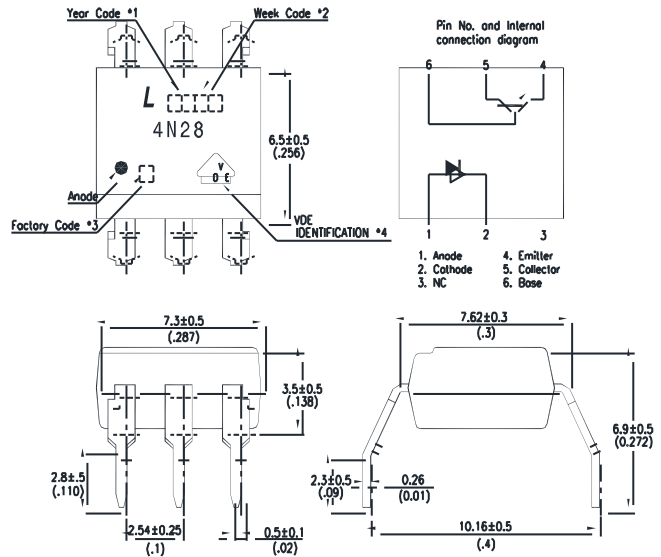 Year Code *1
Week Code *2
Pin No. and Internal
connection diagram
6 5 4
L
4N28
6.5±0.5
(.256)
V
D E
Anode
Factory Code *3
VDE
IDENTIFICATION *4
1 2 3
1. Anode 4. Emitter
2. Cathode 5. Collector
3. NC 6. Base
7.3±0.5
(.287)
7.62±0.3
(.3)
3.5±0.5
(.138)
6.9±0.5
(0.272)
2.8±.5
(.110)
2.3±0.5
(.09)
0.26
(0.01)
2.54±0.25
(.1)
0.5±0.1
(.02)
10.16±0.5
(.4)